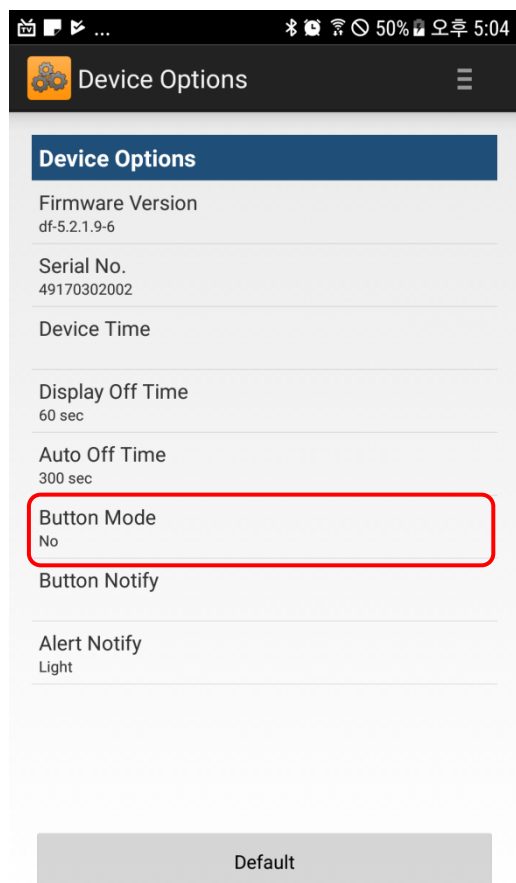 ... 50% 오후 5:04
Device Options
Device Options
Firmware Version
df-5.2.1.9-6
Serial No.
49170302002
Device Time
Display Off Time
60 sec
Auto Off Time
300 sec
Button Mode
No
Button Notify
Alert Notify
Light
Default